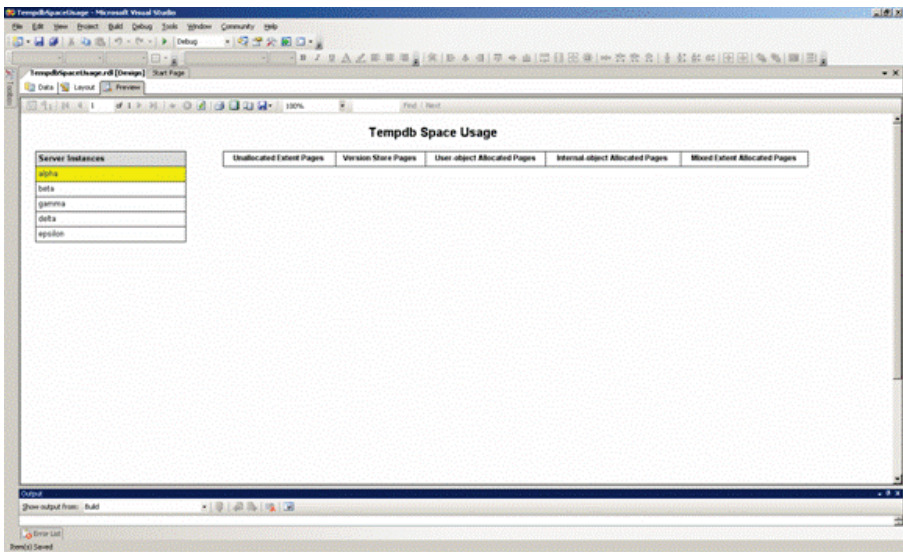 TempdbSpaceUsage - Microsoft Visual Studio
File Edit View Project Build Debug Tools Window Community Help
Debug
B I U
TempdbSpaceUsage.rdl [Design] Start Page
Toolbox
Data Layout Preview
1 of 1 100% Find | Next
Tempdb Space Usage
Server Instances
Unallocated Extent Pages Version Store Pages User-object Allocated Pages Internal-object Allocated Pages Mixed Extent Allocated Pages
alpha
beta
gamma
delta
epsilon
Output
Show output from: Build
Error List
Item(s) Saved